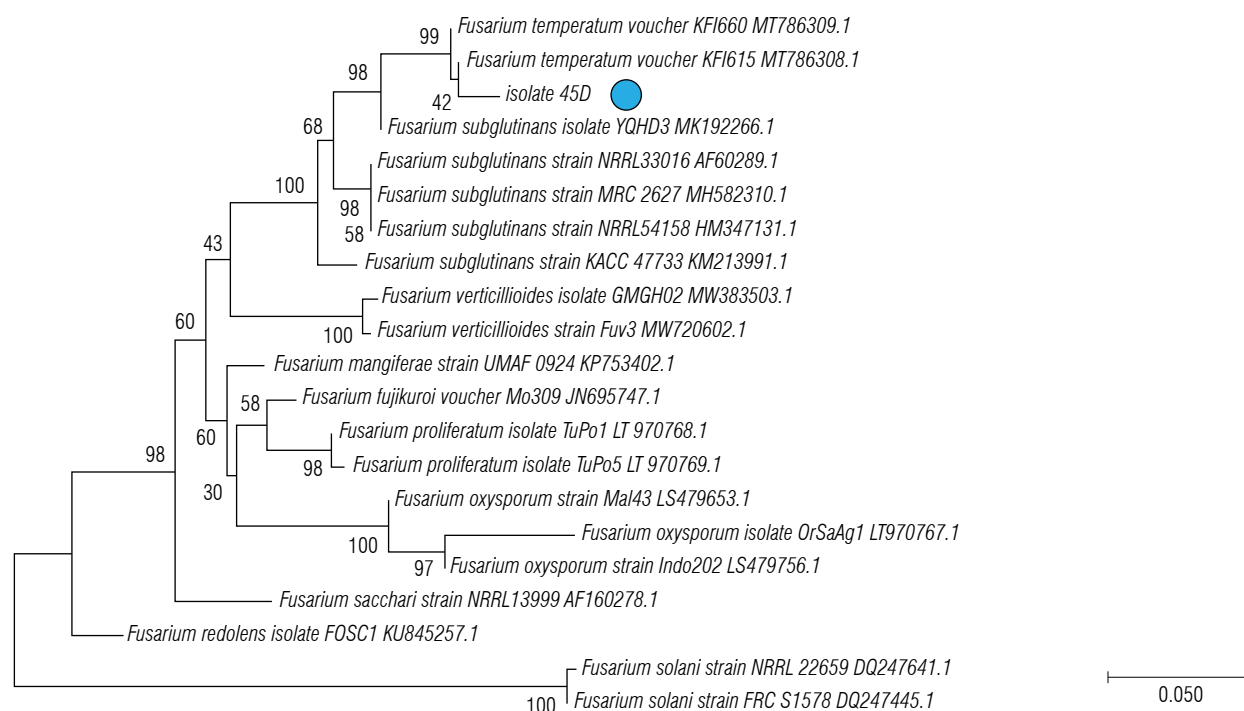 Fusarium temperatum voucher KFI660 MT786309.1
99
Fusarium temperatum voucher KFI615 MT786308.1
98
isolate 45D
42
Fusarium subglutinans isolate YQHD3 MK192266.1
68
Fusarium subglutinans strain NRRL33016 AF60289.1
100
Fusarium subglutinans strain MRC 2627 MH582310.1
98
Fusarium subglutinans strain NRRL54158 HM347131.1
58
43
Fusarium subglutinans strain KACC 47733 KM213991.1
Fusarium verticillioides isolate GMGH02 MW383503.1
60
Fusarium verticillioides strain Fuv3 MW720602.1
100
Fusarium mangiferae strain UMAF 0924 KP753402.1
Fusarium fujikuroi voucher Mo309 JN695747.1
58
Fusarium proliferatum isolate TuPo1 LT 970768.1
60
98
Fusarium proliferatum isolate TuPo5 LT 970769.1
98
30
Fusarium oxysporum strain Mal43 LS479653.1
Fusarium oxysporum isolate OrSaAg1 LT970767.1
100
Fusarium oxysporum strain Indo202 LS479756.1
97
Fusarium sacchari strain NRRL13999 AF160278.1
Fusarium redolens isolate FOSC1 KU845257.1
Fusarium solani strain NRRL 22659 DQ247641.1
Fusarium solani strain FRC S1578 DQ247445.1
100
0.050